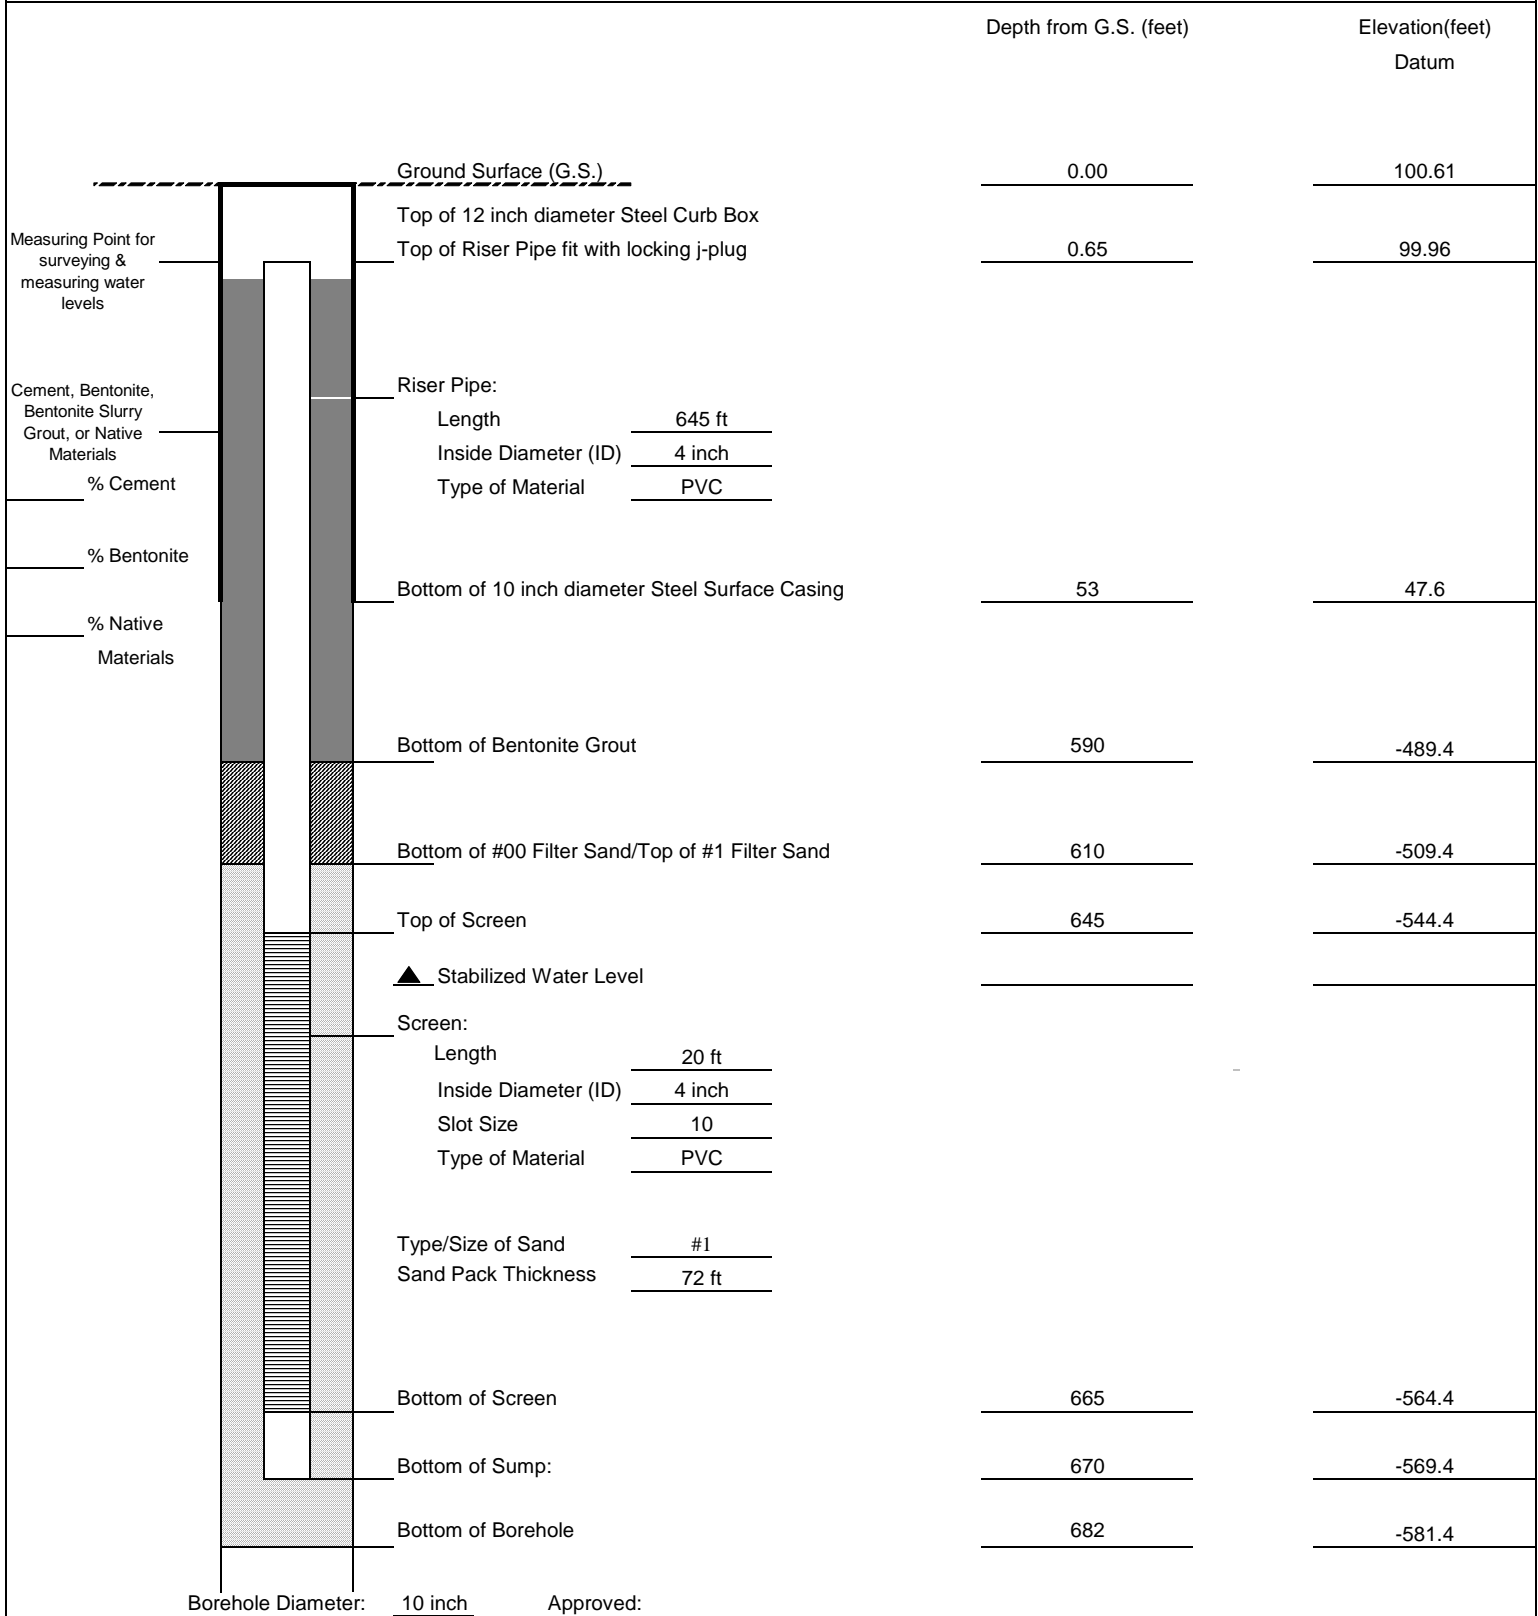 Depth from G.S. (feet) Elevation(feet)
Datum
Ground Surface (G.S.) 0.00 100.61
Top of 12 inch diameter Steel Curb Box
Measuring Point for
surveying &
measuring water
levels
Top of Riser Pipe fit with locking j-plug 0.65 99.96
Riser Pipe:
Cement, Bentonite,
Bentonite Slurry
Grout, or Native
Materials
Length 645 ft
Inside Diameter (ID) 4 inch
Type of Material PVC
% Cement
% Bentonite
Bottom of 10 inch diameter Steel Surface Casing 53 47.6
% Native
Materials
Bottom of Bentonite Grout 590 -489.4
Bottom of #00 Filter Sand/Top of #1 Filter Sand 610 -509.4
Top of Screen 645 -544.4
Stabilized Water Level
Screen:
Length 20 ft
Inside Diameter (ID) 4 inch
Slot Size 10
Type of Material PVC
Type/Size of Sand #1
Sand Pack Thickness 72 ft
Bottom of Screen 665 -564.4
Bottom of Sump: 670 -569.4
Bottom of Borehole 682 -581.4
Borehole Diameter: 10 inch Approved: